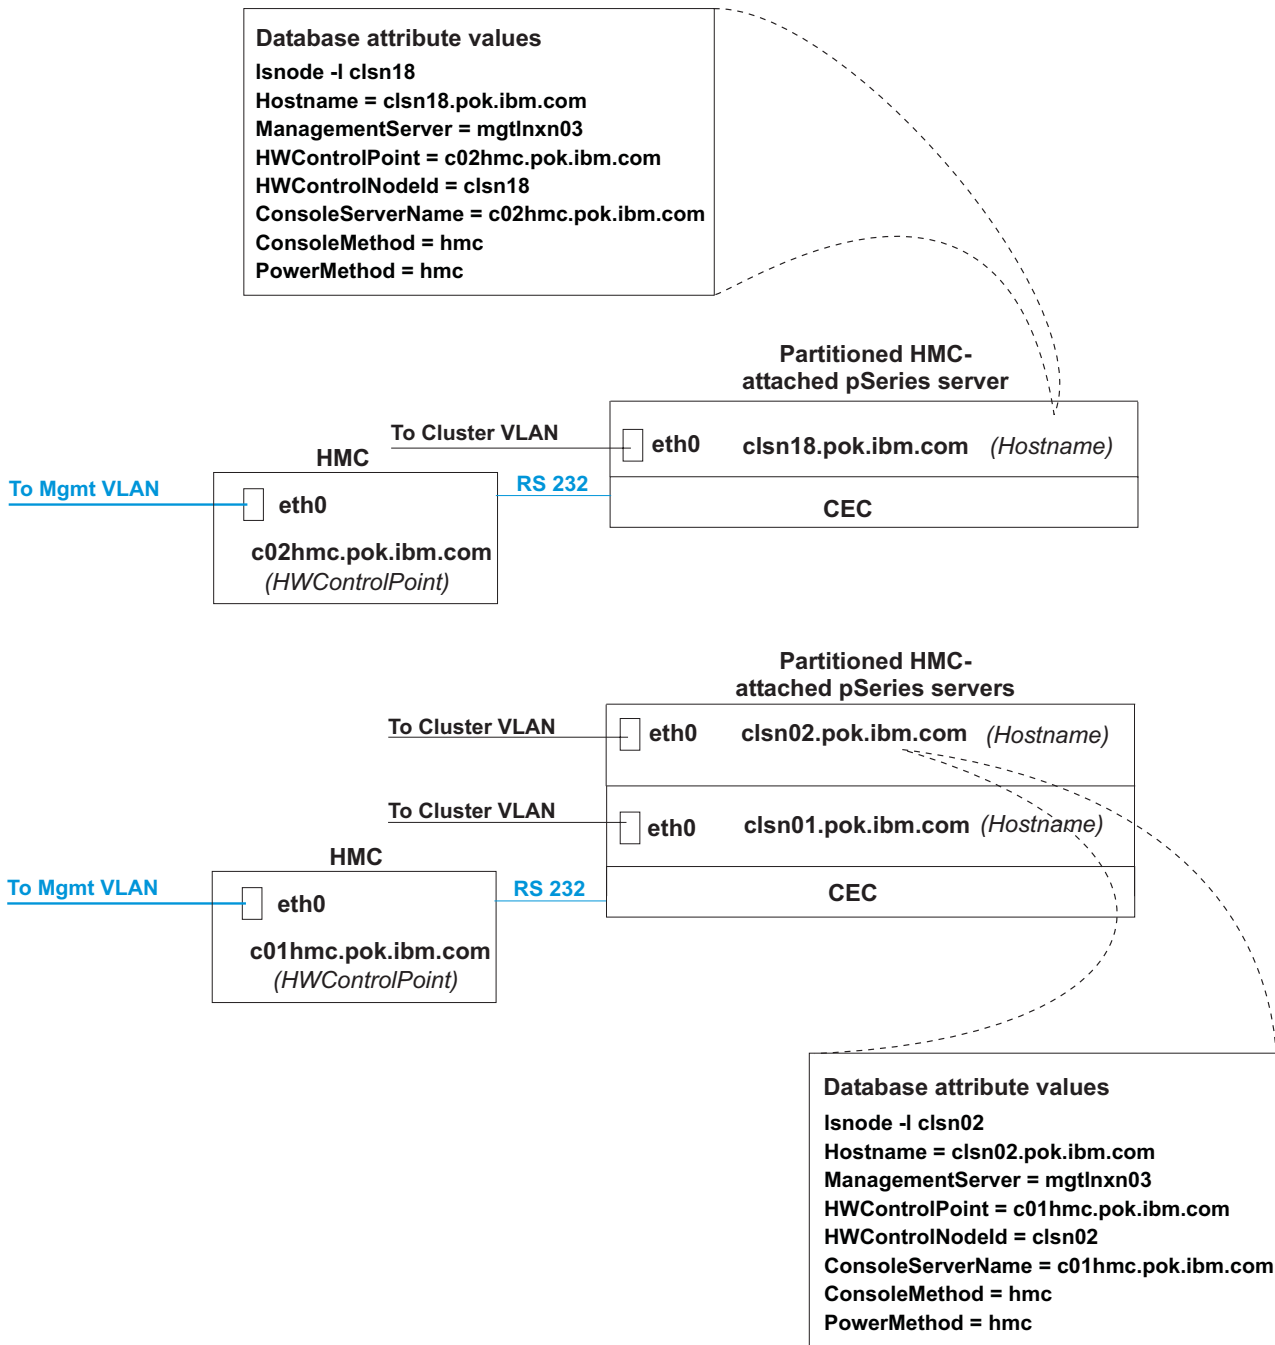 Database attribute values
lsnode -l clsn18
Hostname = clsn18.pok.ibm.com
ManagementServer = mgtlnxn03
HWControlPoint = c02hmc.pok.ibm.com
HWControlNodeId = clsn18
ConsoleServerName = c02hmc.pok.ibm.com
ConsoleMethod = hmc
PowerMethod = hmc
Partitioned HMC-
attached pSeries server
To Cluster VLAN
eth0 clsn18.pok.ibm.com (Hostname)
HMC
To Mgmt VLAN
RS 232
eth0
CEC
c02hmc.pok.ibm.com
(HWControlPoint)
Partitioned HMC-
attached pSeries servers
To Cluster VLAN
eth0 clsn02.pok.ibm.com (Hostname)
To Cluster VLAN
eth0 clsn01.pok.ibm.com (Hostname)
HMC
To Mgmt VLAN
RS 232
CEC
eth0
c01hmc.pok.ibm.com
(HWControlPoint)
Database attribute values
lsnode -l clsn02
Hostname = clsn02.pok.ibm.com
ManagementServer = mgtlnxn03
HWControlPoint = c01hmc.pok.ibm.com
HWControlNodeId = clsn02
ConsoleServerName = c01hmc.pok.ibm.com
ConsoleMethod = hmc
PowerMethod = hmc